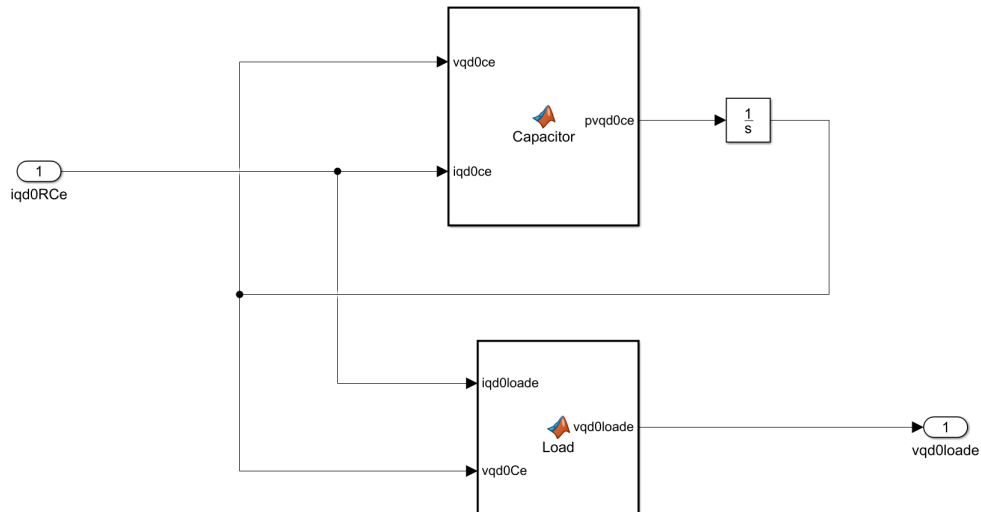 vqd0ce
pvqd0ce
1
s
Capacitor
1
iqd0ce
iqd0RCe
iqd0loade
vqd0loade
1
Load
vqd0loade
vqd0Ce